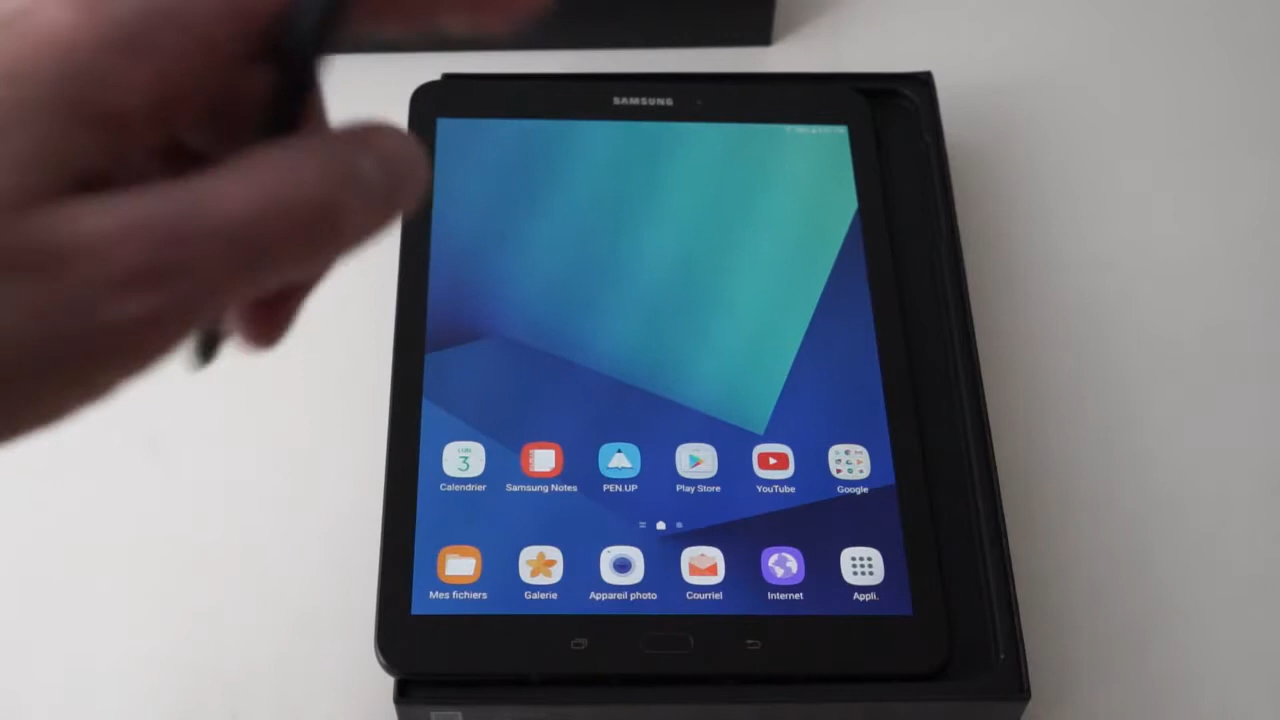 SAMSUNG
3
Calendrier
Samsung Notes
PEN.UP
Play Store
YouTube
Google
Mes fichiers
Galerie
Appareil photo
Courriel
Internet
Appli.